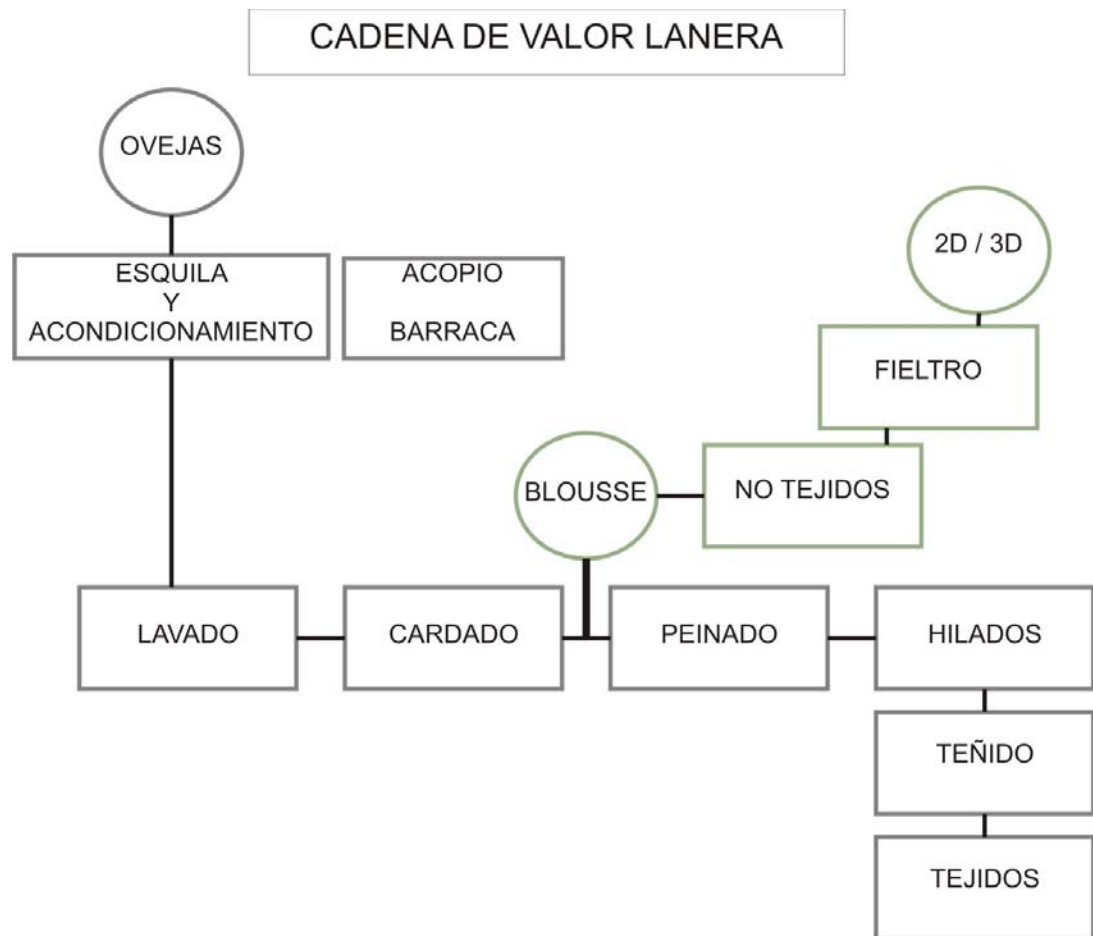 CADENA DE VALOR LANERA
OVEJAS
ESQUILA
Y
ACONDICIONAMIENTO
ACOPIO
BARRACA
2D / 3D
FIELTRO
BLOUSSE
NO TEJIDOS
LAVADO
CARDADO
PEINADO
HILADOS
TEÑIDO
TEJIDOS